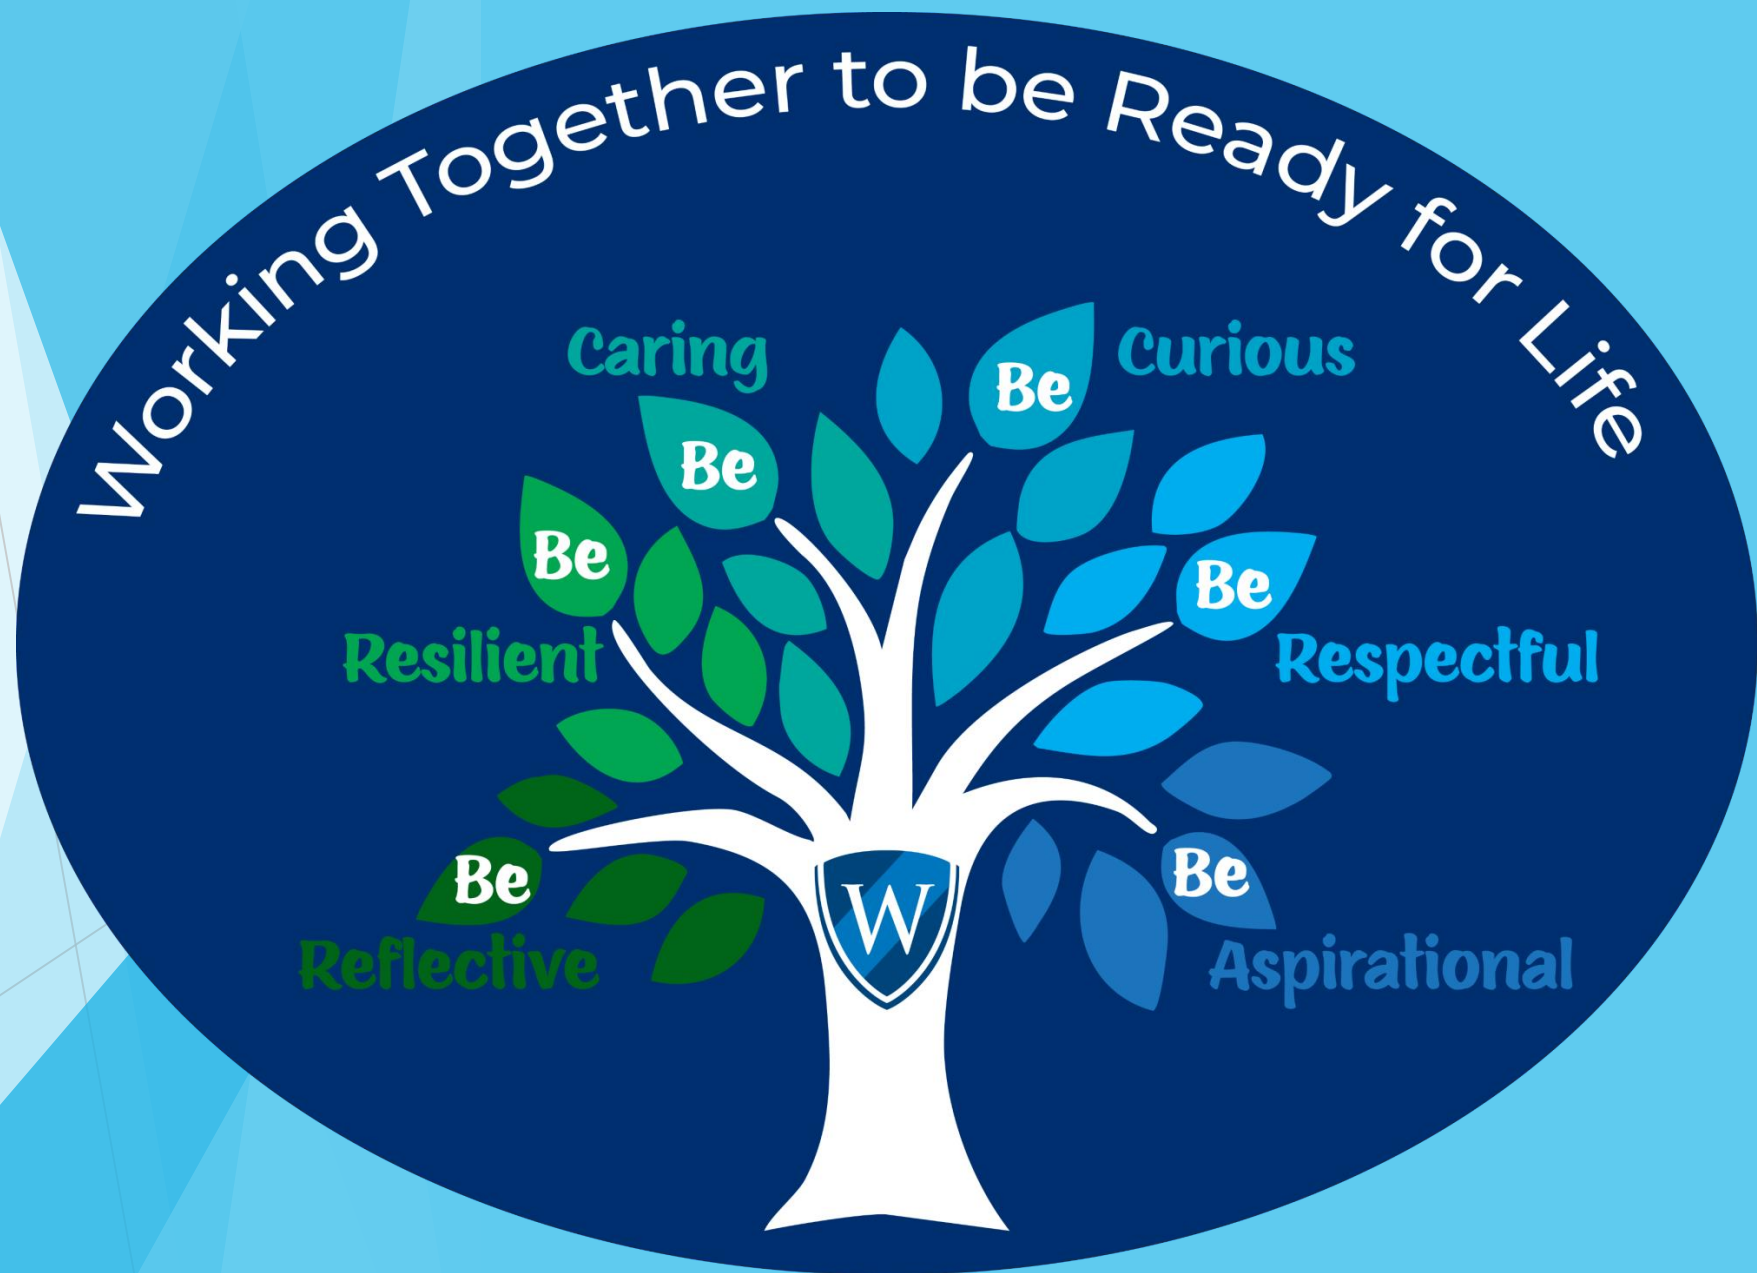 Working Together to be Ready for Life
Be Caring
Be Curious
Be Resilient
Be Respectful
Be Reflective
Be Aspirational
W